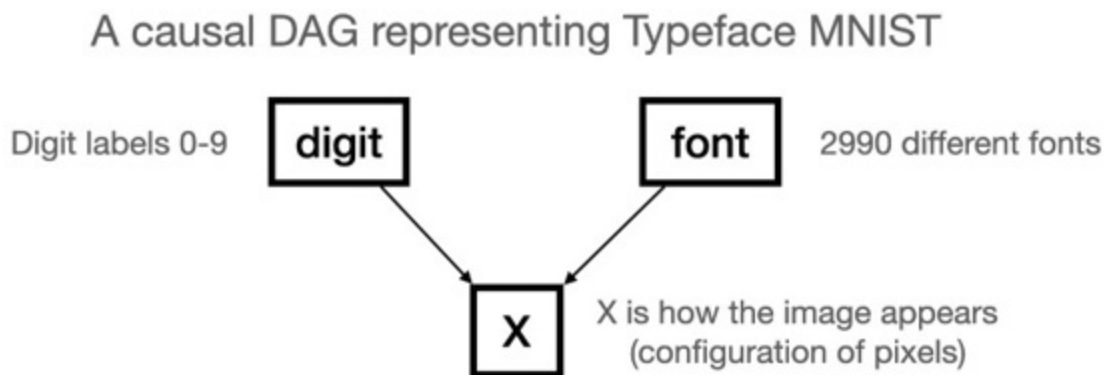 A causal DAG representing Typeface MNIST
Digit labels 0-9
digit
font
2990 different fonts
X
X is how the image appears
(configuration of pixels)